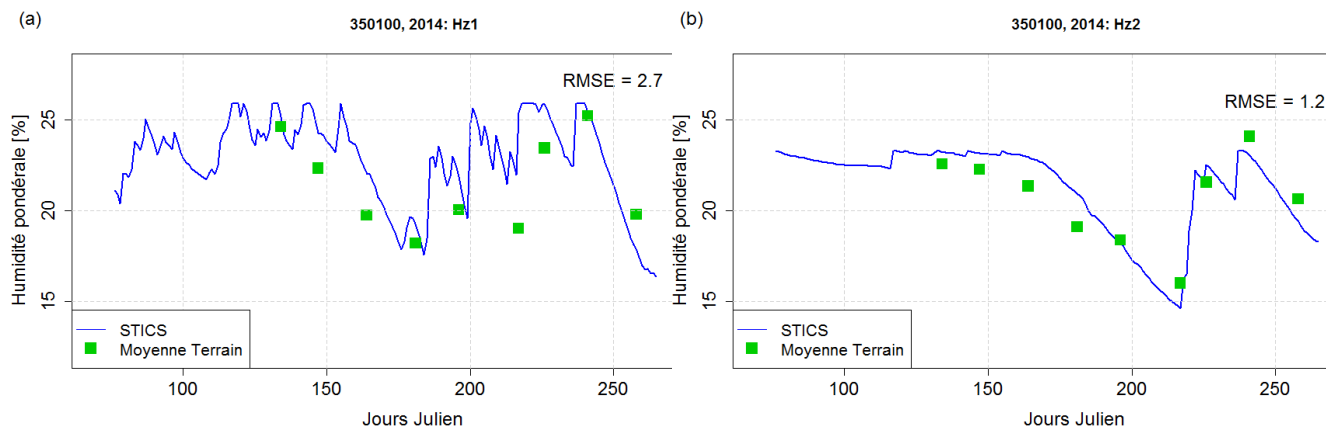 (a)
350100, 2014: Hz1
RMSE = 2.7
Humidité pondérale [%]
25
20
15
STICS
Moyenne Terrain
100
150
200
250
Jours Julien
(b)
350100, 2014: Hz2
RMSE = 1.2
Humidité pondérale [%]
25
20
15
STICS
Moyenne Terrain
100
150
200
250
Jours Julien